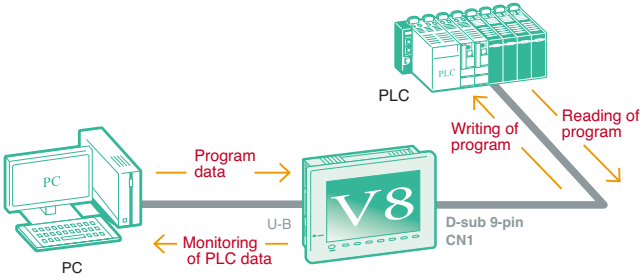 PLC
PLC
Writing of
program
Reading of
program
Program
data
PC
V8
U-B
D-sub 9-pin
CN1
Monitoring
of PLC data
PC